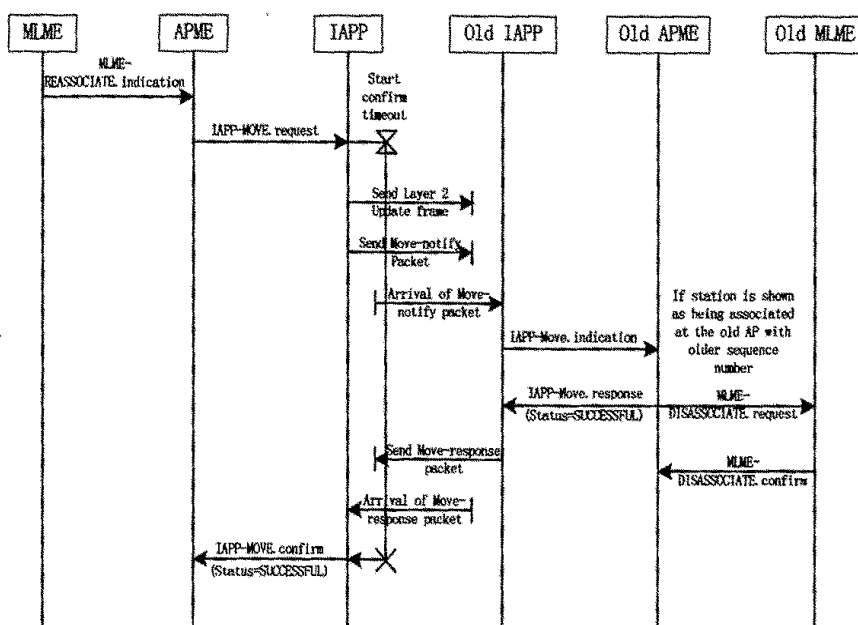 MLME
APME
IAPP
Old IAPP
Old APME
Old MLME
MLME-
REASSOCIATE.indication
Start
confirm
timeout
IAPP-MOVE.request
Send Layer 2
Update frame
Send Move-notify
Packet
Arrival of Move-
notify packet
If station is shown
as being associated
at the old AP with
older sequence
number
IAPP-Move.indication
IAPP-Move.response
(Status=SUCCESSFUL)
MLME-
DISASSOCIATE.request
Send Move-response
packet
MLME-
DISASSOCIATE.confirm
Arrival of Move-
response packet
IAPP-MOVE.confirm
(Status=SUCCESSFUL)